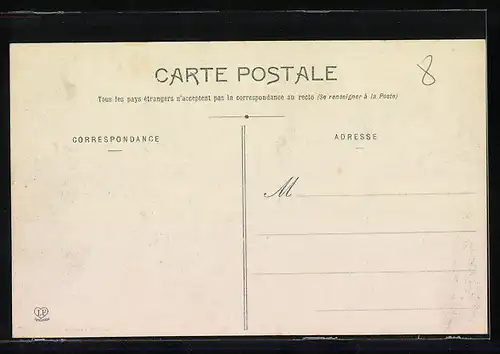 CARTE POSTALE
8
Tous les pays étrangers n'acceptent pas la correspondance au recto (Se renseigner à la Poste)
CORRESPONDANCE
ADRESSE
M